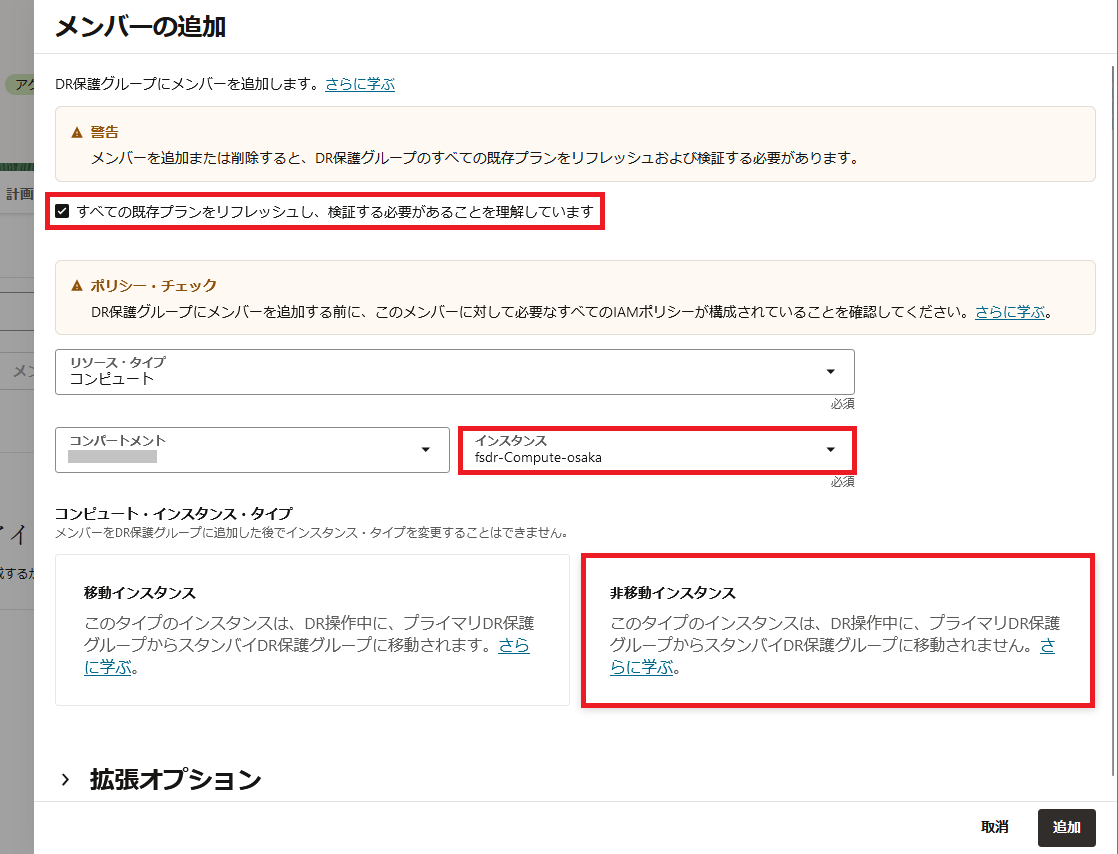 メンバーの追加
DR保護グループにメンバーを追加します。さらに学ぶ
アク
警告
メンバーを追加または削除すると、DR保護グループのすべての既存プランをリフレッシュおよび検証する必要があります。
計画
すべての既存プランをリフレッシュし、検証する必要があることを理解しています
ポリシー・チェック
DR保護グループにメンバーを追加する前に、このメンバーに対して必要なすべてのIAMポリシーが構成されていることを確認してください。さらに学ぶ。
リソース・タイプ
コンピュート
メン
必須
コンパートメント
インスタンス
fsdr-Compute-osaka
必須
コンピュート・インスタンス・タイプ
メンバーをDR保護グループに追加した後でインスタンス・タイプを変更することはできません。
アイ
成するか
移動インスタンス
このタイプのインスタンスは、DR操作中に、プライマリDR保護
グループからスタンバイDR保護グループに移動されます。さら
に学ぶ。
非移動インスタンス
このタイプのインスタンスは、DR操作中に、プライマリDR保護
グループからスタンバイDR保護グループに移動されません。さ
らに学ぶ。
拡張オプション
取消
追加